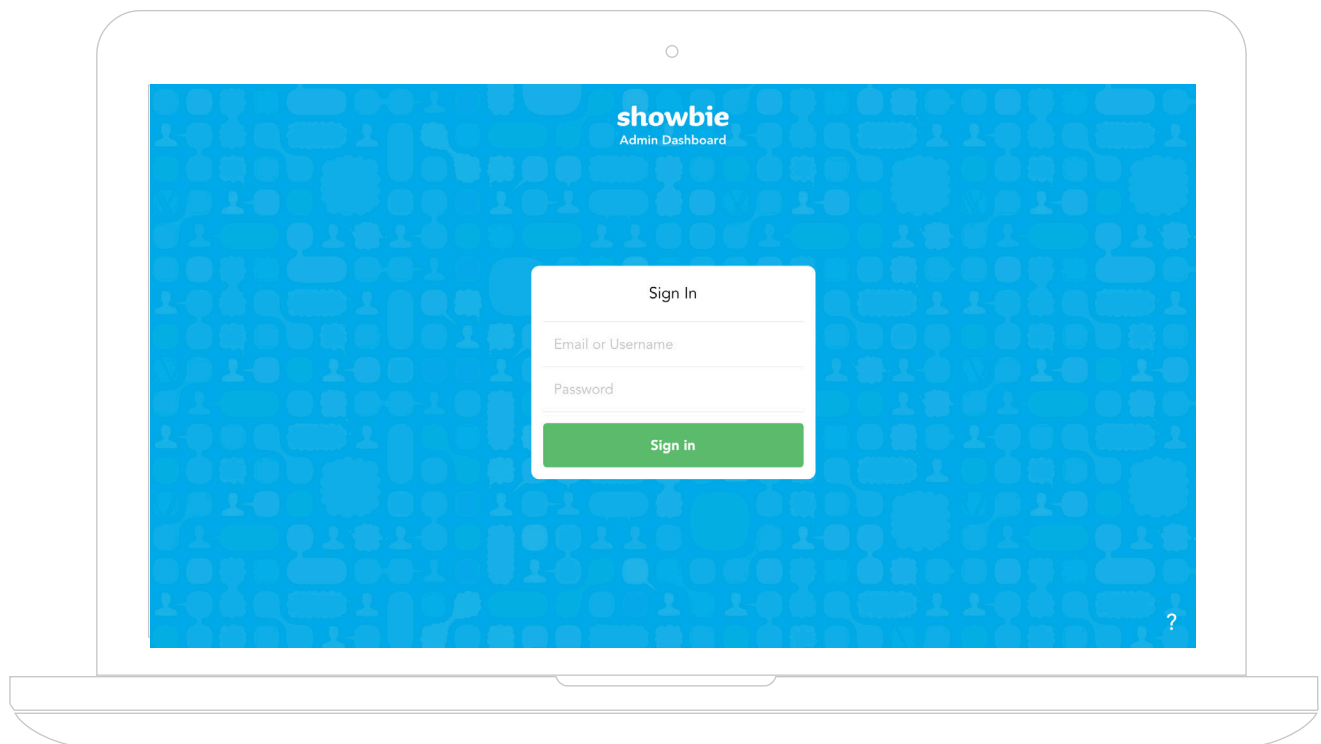 showbie
Admin Dashboard
Sign In
Email or Username
Password
Sign in
?